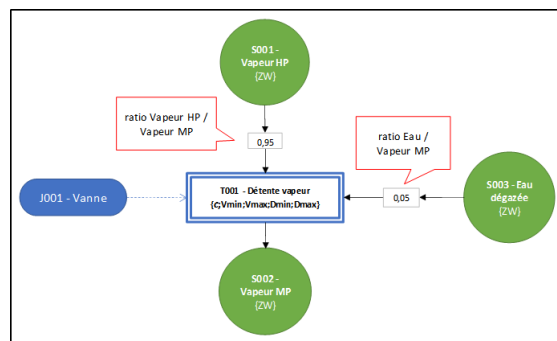 S001 -
Vapeur HP
{ZW}
ratio Vapeur HP /
Vapeur MP
0,95
ratio Eau /
Vapeur MP
J001 - Vanne
T001 - Détente vapeur
{c;Vmin;Vmax;Dmin;Dmax}
0,05
S003 - Eau
dégazée
{ZW}
S002 -
Vapeur MP
{ZW}